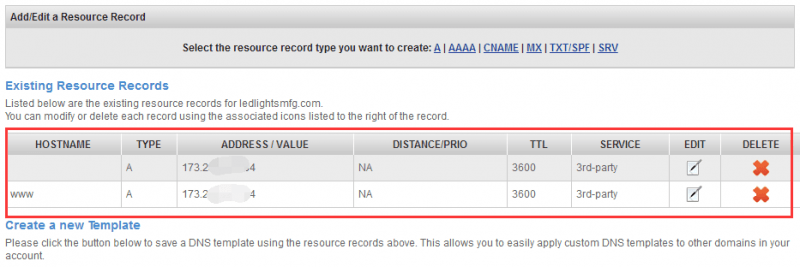 Add/Edit a Resource Record
Select the resource record type you want to create: A | AAAA | CNAME | MX | TXT/SPF | SRV
Existing Resource Records
Listed below are the existing resource records for ledlightsmfg.com.
You can modify or delete each record using the associated icons listed to the right of the record.
HOSTNAME TYPE ADDRESS / VALUE DISTANCE/PRIO TTL SERVICE EDIT DELETE
A 173.2 4 NA 3600 3rd-party
www A 173.2 4 NA 3600 3rd-party
Create a new Template
Please click the button below to save a DNS template using the resource records above. This allows you to easily apply custom DNS templates to other domains in your
account.